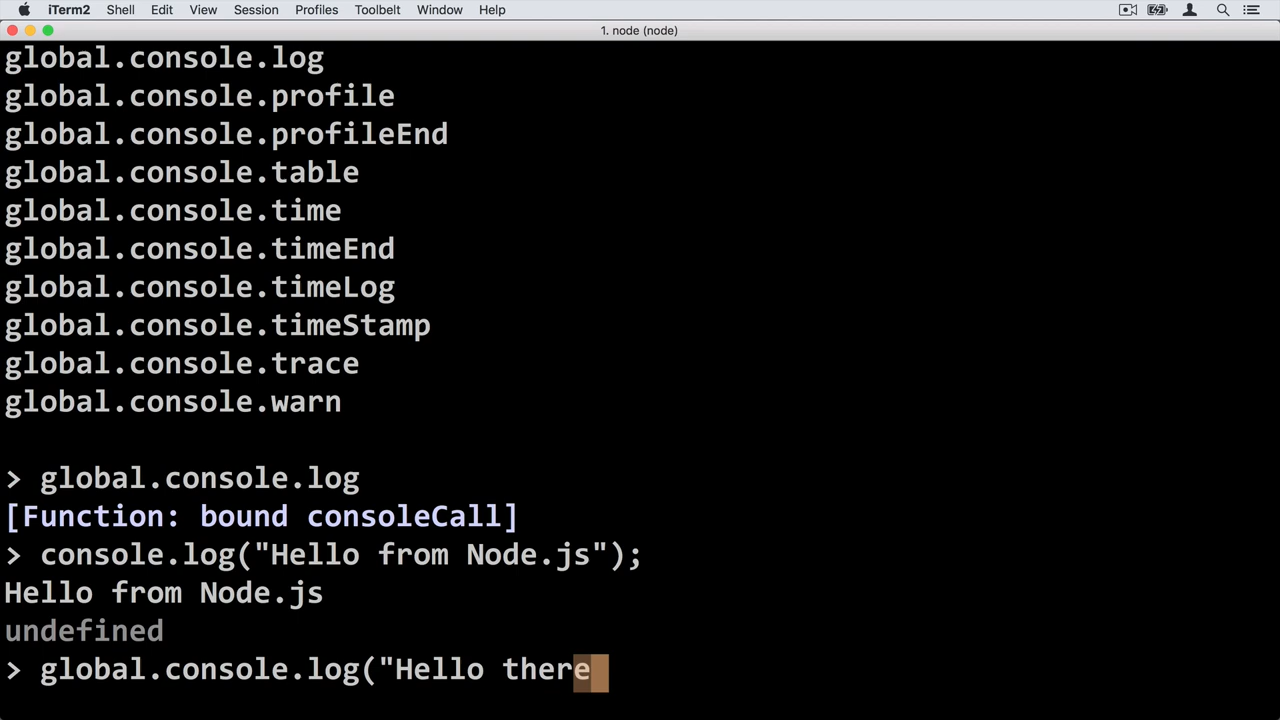 iTerm2 Shell Edit View Session Profiles Toolbelt Window Help
1. node (node)
global.console.log
global.console.profile
global.console.profileEnd
global.console.table
global.console.time
global.console.timeEnd
global.console.timeLog
global.console.timeStamp
global.console.trace
global.console.warn
> global.console.log
[Function: bound consoleCall]
> console.log("Hello from Node.js");
Hello from Node.js
undefined
> global.console.log("Hello there